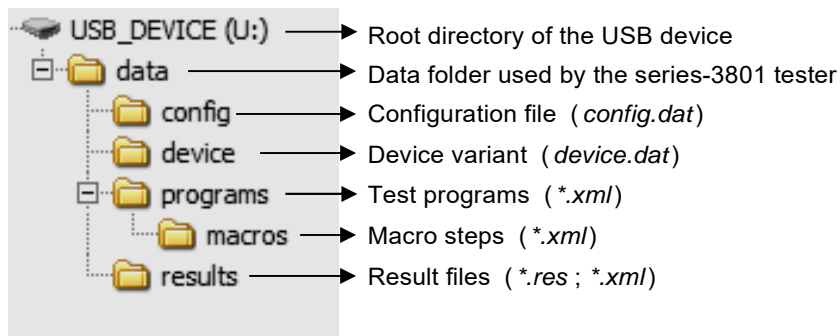 USB_DEVICE (U:) Root directory of the USB device
data Data folder used by the series-3801 tester
config Configuration file (config.dat)
device Device variant (device.dat)
programs Test programs (*.xml)
macros Macro steps (*.xml)
results Result files (*.res ; *.xml)